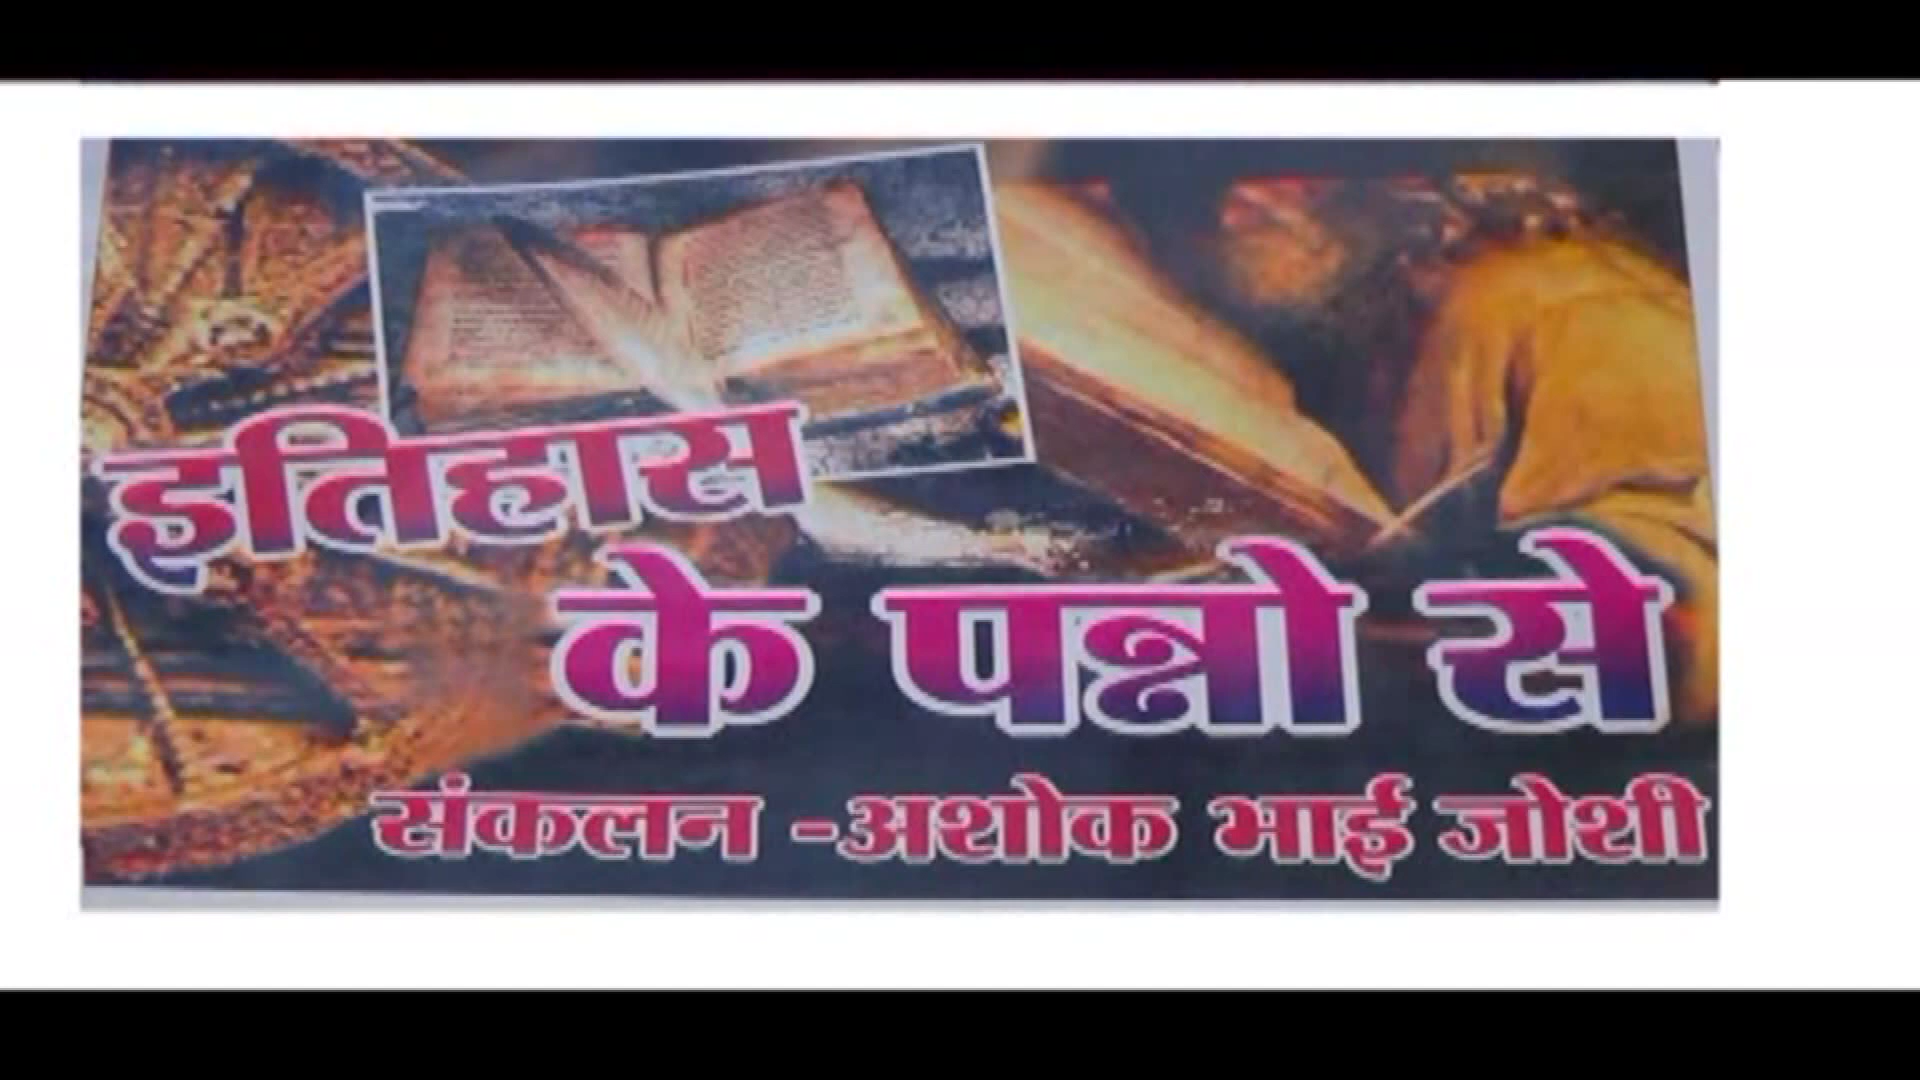 इतिहास
के पन्नो से
संकलन -अशोक भाई जोशी